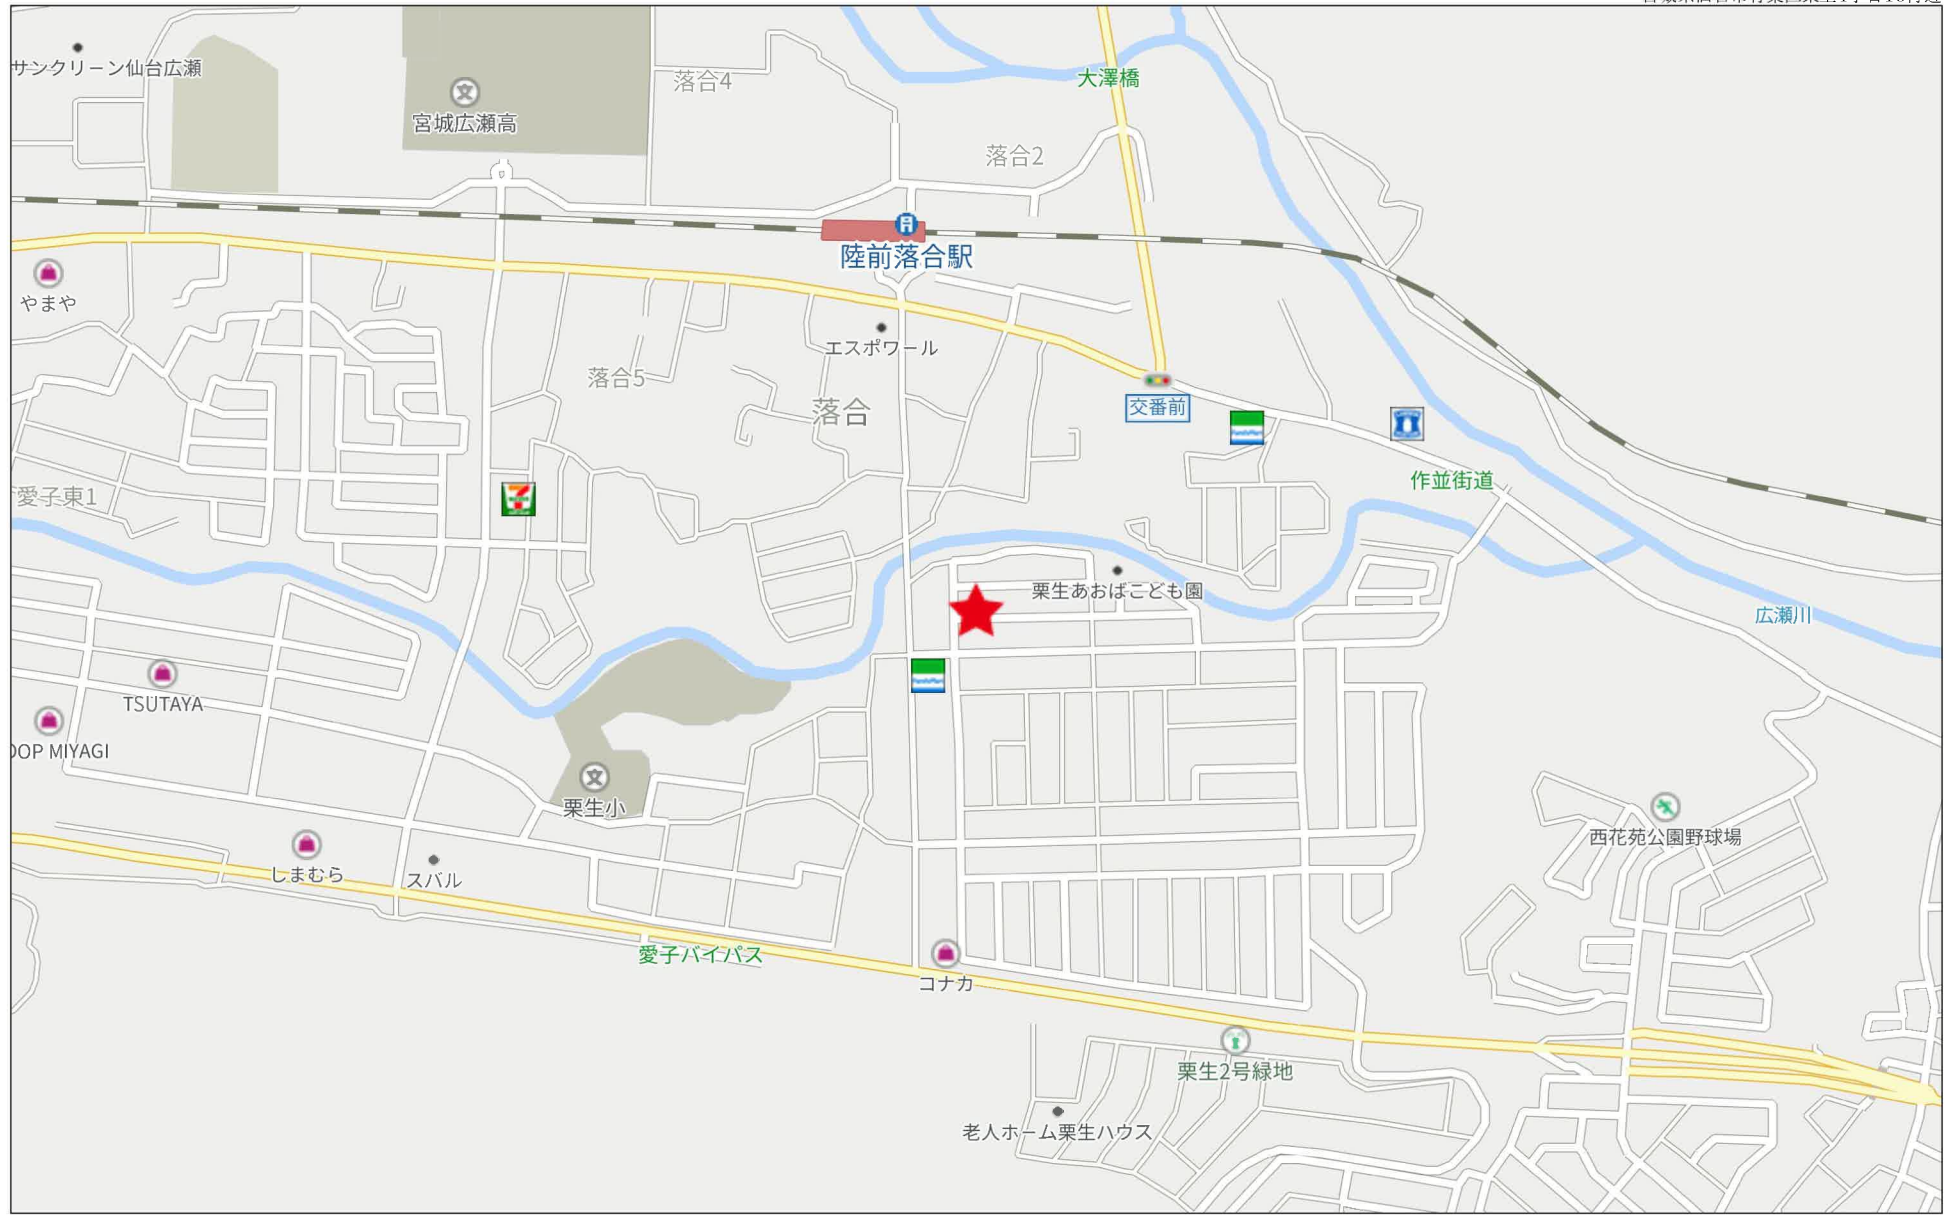 サンクリーン仙台広瀬
落合4
大澤橋
宮城広瀬高
落合2
陸前落合駅
やまや
エスポワール
落合5
落合
交番前
作並街道
愛子東1
栗生あおばこども園
広瀬川
TSUTAYA
OOP MIYAGI
栗生小
西花苑公園野球場
しまむら
スバル
愛子バイパス
コナカ
栗生2号緑地
老人ホーム栗生ハウス